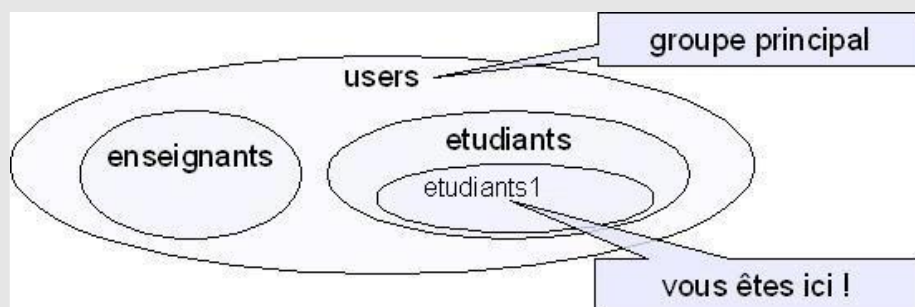 groupe principal
users
enseignants
etudiants
etudiants1
vous êtes ici !